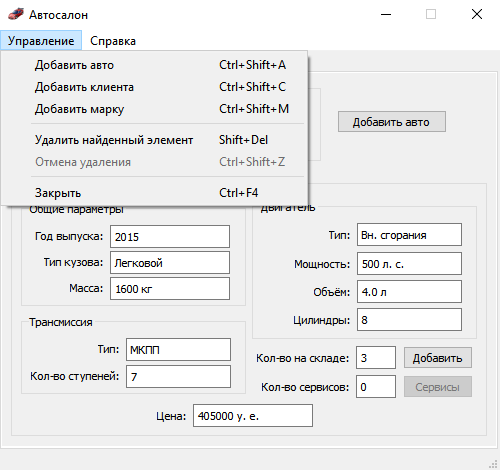 Автосалон
Управление Справка
Добавить авто Ctrl+Shift+A
Добавить клиента Ctrl+Shift+C
Добавить марку Ctrl+Shift+M
Удалить найденный элемент Shift+Del
Отмена удаления Ctrl+Shift+Z
Закрыть Ctrl+F4
Добавить авто
Общие параметры
Год выпуска: 2015
Тип кузова: Легковой
Масса: 1600 кг
Двигатель
Тип: Вн. сгорания
Мощность: 500 л. с.
Объём: 4.0 л
Цилиндры: 8
Трансмиссия
Тип: МКПП
Кол-во ступеней: 7
Кол-во на складе: 3 Добавить
Кол-во сервисов: 0 Сервисы
Цена: 405000 у. е.